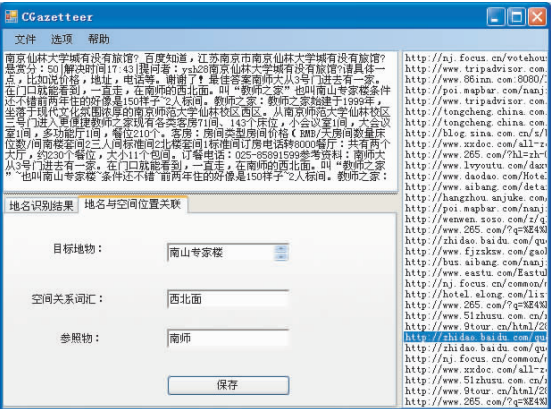 CGazetteer
文件 选项 帮助
南京仙林大学城有没有旅馆?_百度知道，江苏南京市南京仙林大学城有没有旅馆?
悬赏分：50|解决时间17:43|提问者：ysh28南京仙林大学城有没有旅馆?请具体一
点，比如说价格，地址，电话等。谢谢了! 最佳答案南师大从3号门进去有一家。
在门口就能看到，一直走，在南师的西北面。叫“教师之家”也叫南山专家楼条件
还不错前两年住的好像是150样子~2人标间。教师之家：教师之家始建于1999年，
坐落于现代文化氛围浓厚的南京师范大学仙林校区西区。从南京师范大学仙林校区
三号门进入更便捷教师之家现有各类客房71间、143个床位，小会议室1间，大会议
室1间，多功能厅1间，餐位210个。客房：房间类型房间价格(RMB/天房间数量床
位数/间南楼套间2三人间标准间2北楼套间1标准间订房电话转8000餐厅：共有两个
大厅，约230个餐位，大小11个包间。订餐电话：025-85891599参考资料：南师大
从3号门进去有一家。在门口就能看到，一直走，在南师的西北面。叫“教师之家
”~也叫南山专家楼~条件还不错~前两年住的好像是150样子~2人标间。教师之家：
地名识别结果 地名与空间位置关联
目标地物： 南山专家楼
空间关系词汇： 西北面
参照物： 南师
保存
http://nj.focus.cn/votehous
http://www.tripadvisor.com.
http://www.86inn.com:8080/
http://poi.mapbar.com/nanj:
http://www.tripadvisor.com.
http://tongcheng.china.com.
http://tongcheng.china.com.
http://blog.sina.com.cn/s/l
http://www.xxdoc.com/all-z-
http://www.265.com/?hl=zh-
http://www.lvyoutu.com/dax
http://www.daodao.com/Hote
http://www.aibang.com/deta
http://hangzhou.anjuke.com/
http://poi.mapbar.com/nanj:
http://wenwen.soso.com/z/q
http://www.265.com/?q=%E4%
http://zhidao.baidu.com/qu
http://www.fjzsksw.com/gaol
http://bus.aibang.com/nanj:
http://www.eastu.com/Eastul
http://nj.focus.cn/common/m
http://hotel.elong.com/lis
http://www.265.com/?q=%E4%
http://www.51zhusu.com.cn/
http://www.9tour.cn/html/20
http://zhidao.baidu.com/qu
http://zhidao.baidu.com/qu
http://nj.focus.cn/common/m
http://www.xxdoc.com/all-z-
http://www.51zhusu.com.cn/
http://www.9tour.cn/html/20
http://www.265.com/?q=%E4%